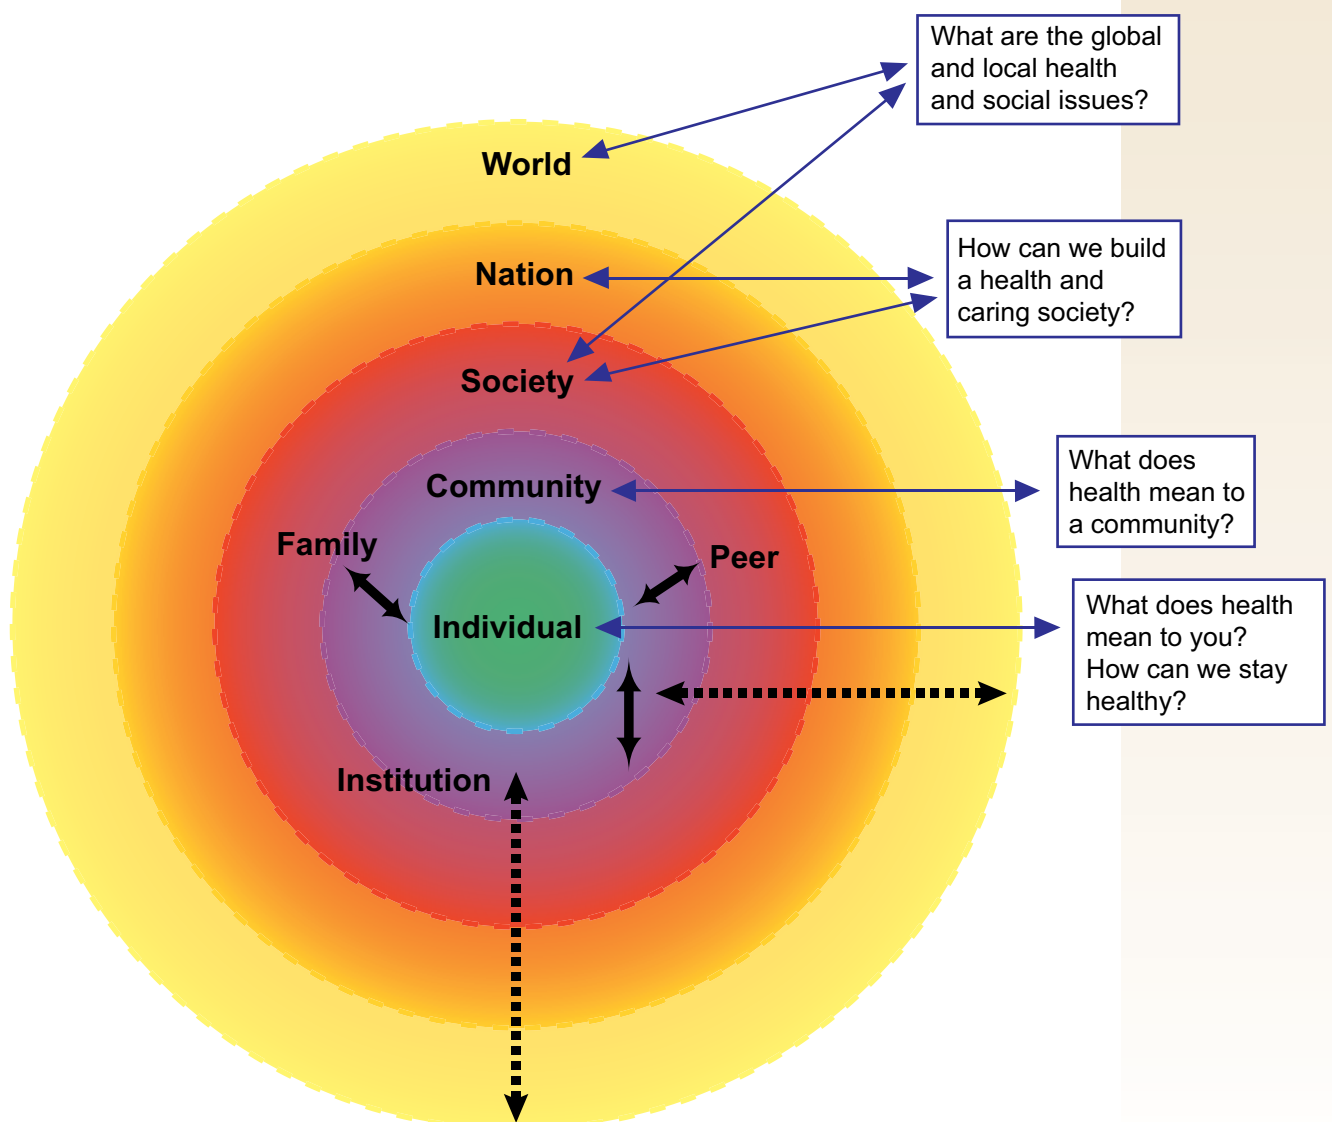 What are the global
and local health
and social issues?
World
How can we build
a health and
caring society?
Nation
Society
What does
health mean to
a community?
Community
Family
Peer
What does health
mean to you?
How can we stay
healthy?
Individual
Institution